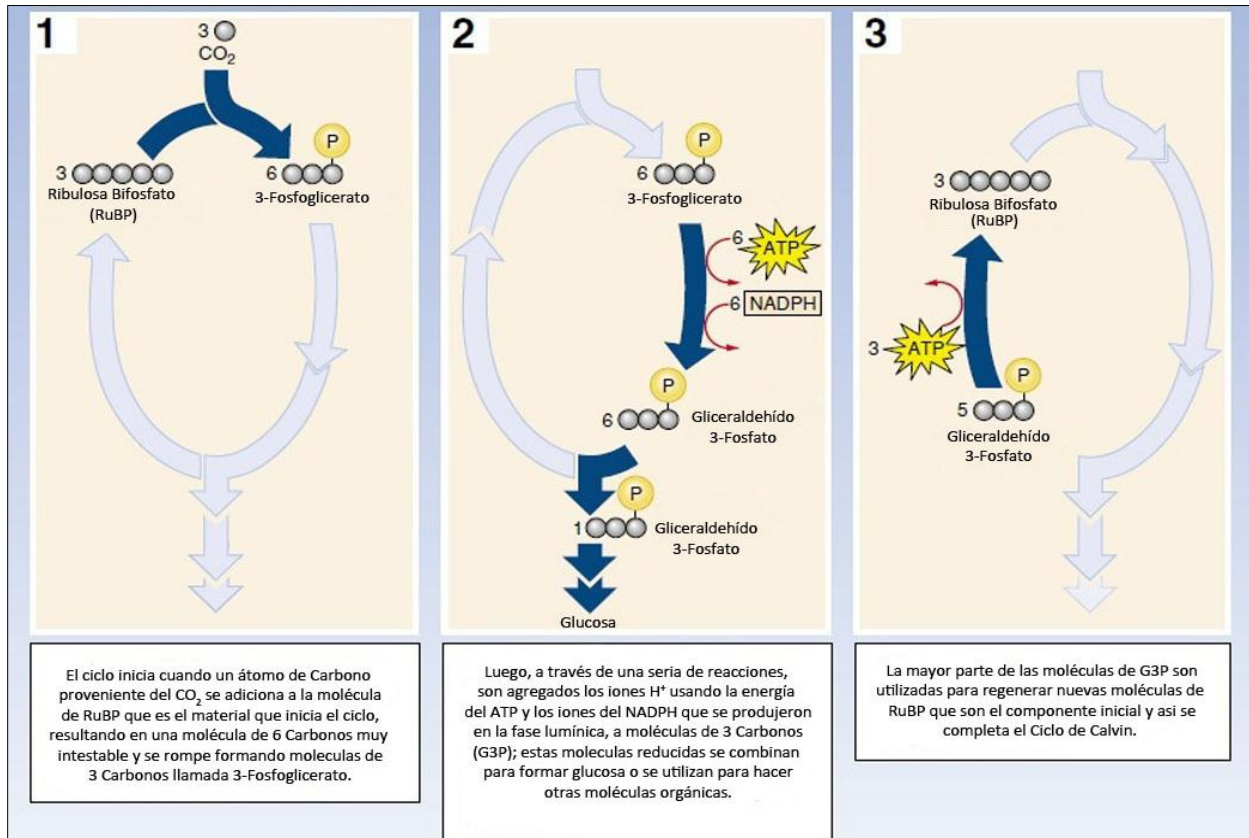 1
3
CO₂
3
Ribulosa Bifosfato
(RuBP)
P
6
3-Fosfoglicerato
El ciclo inicia cuando un átomo de Carbono
proveniente del CO₂ se adiciona a la molécula
de RuBP que es el material que inicia el ciclo,
resultando en una molécula de 6 Carbonos muy
intestable y se rompe formando moleculas de
3 Carbonos llamada 3-Fosfoglicerato.
2
P
6
3-Fosfoglicerato
6 ATP
6 NADPH
P
6
Gliceraldehído
3-Fosfato
P
1
Gliceraldehído
3-Fosfato
Glucosa
Luego, a través de una seria de reacciones,
son agregados los iones H⁺ usando la energía
del ATP y los iones del NADPH que se produjeron
en la fase lumínica, a moléculas de 3 Carbonos
(G3P); estas moleculas reducidas se combinan
para formar glucosa o se utilizan para hacer
otras moléculas orgánicas.
3
3
Ribulosa Bifosfato
(RuBP)
3 ATP
P
5
Gliceraldehído
3-Fosfato
La mayor parte de las moléculas de G3P son
utilizadas para regenerar nuevas moléculas de
RuBP que son el componente inicial y asi se
completa el Ciclo de Calvin.